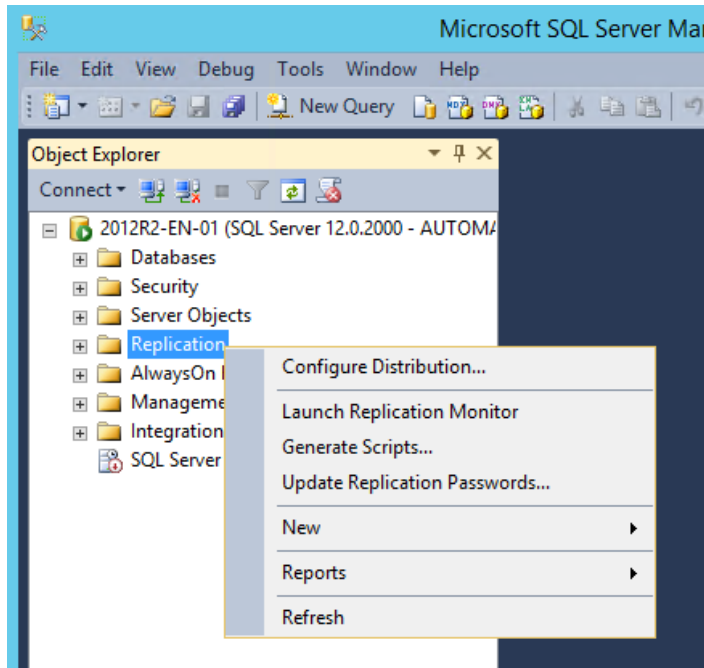 Microsoft SQL Server Mar
File Edit View Debug Tools Window Help
New Query
Object Explorer
Connect
2012R2-EN-01 (SQL Server 12.0.2000 - AUTOMA
Databases
Security
Server Objects
Replication
AlwaysOn
Manageme
Integration
SQL Server
Configure Distribution...
Launch Replication Monitor
Generate Scripts...
Update Replication Passwords...
New
Reports
Refresh